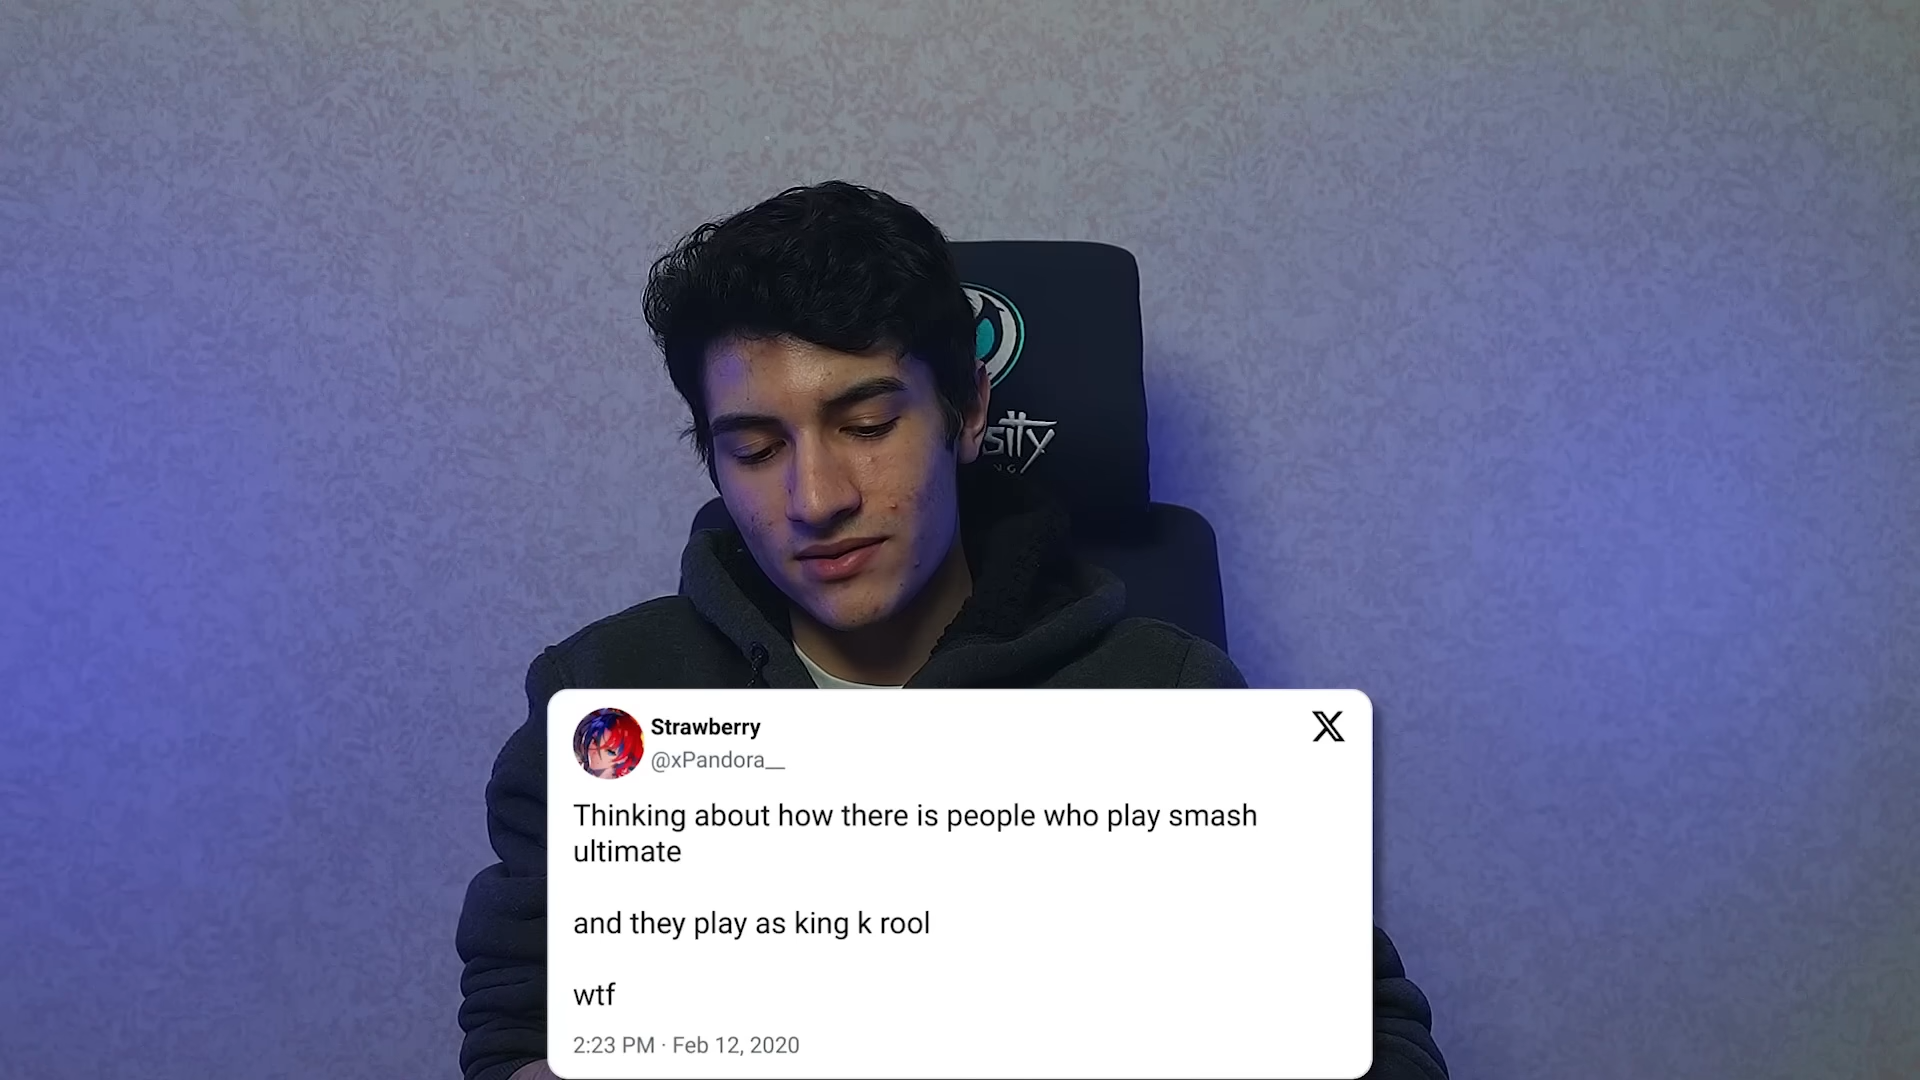 sity
Strawberry
@xPandora__
Thinking about how there is people who play smash
ultimate
and they play as king k rool
wtf
2:23 PM · Feb 12, 2020